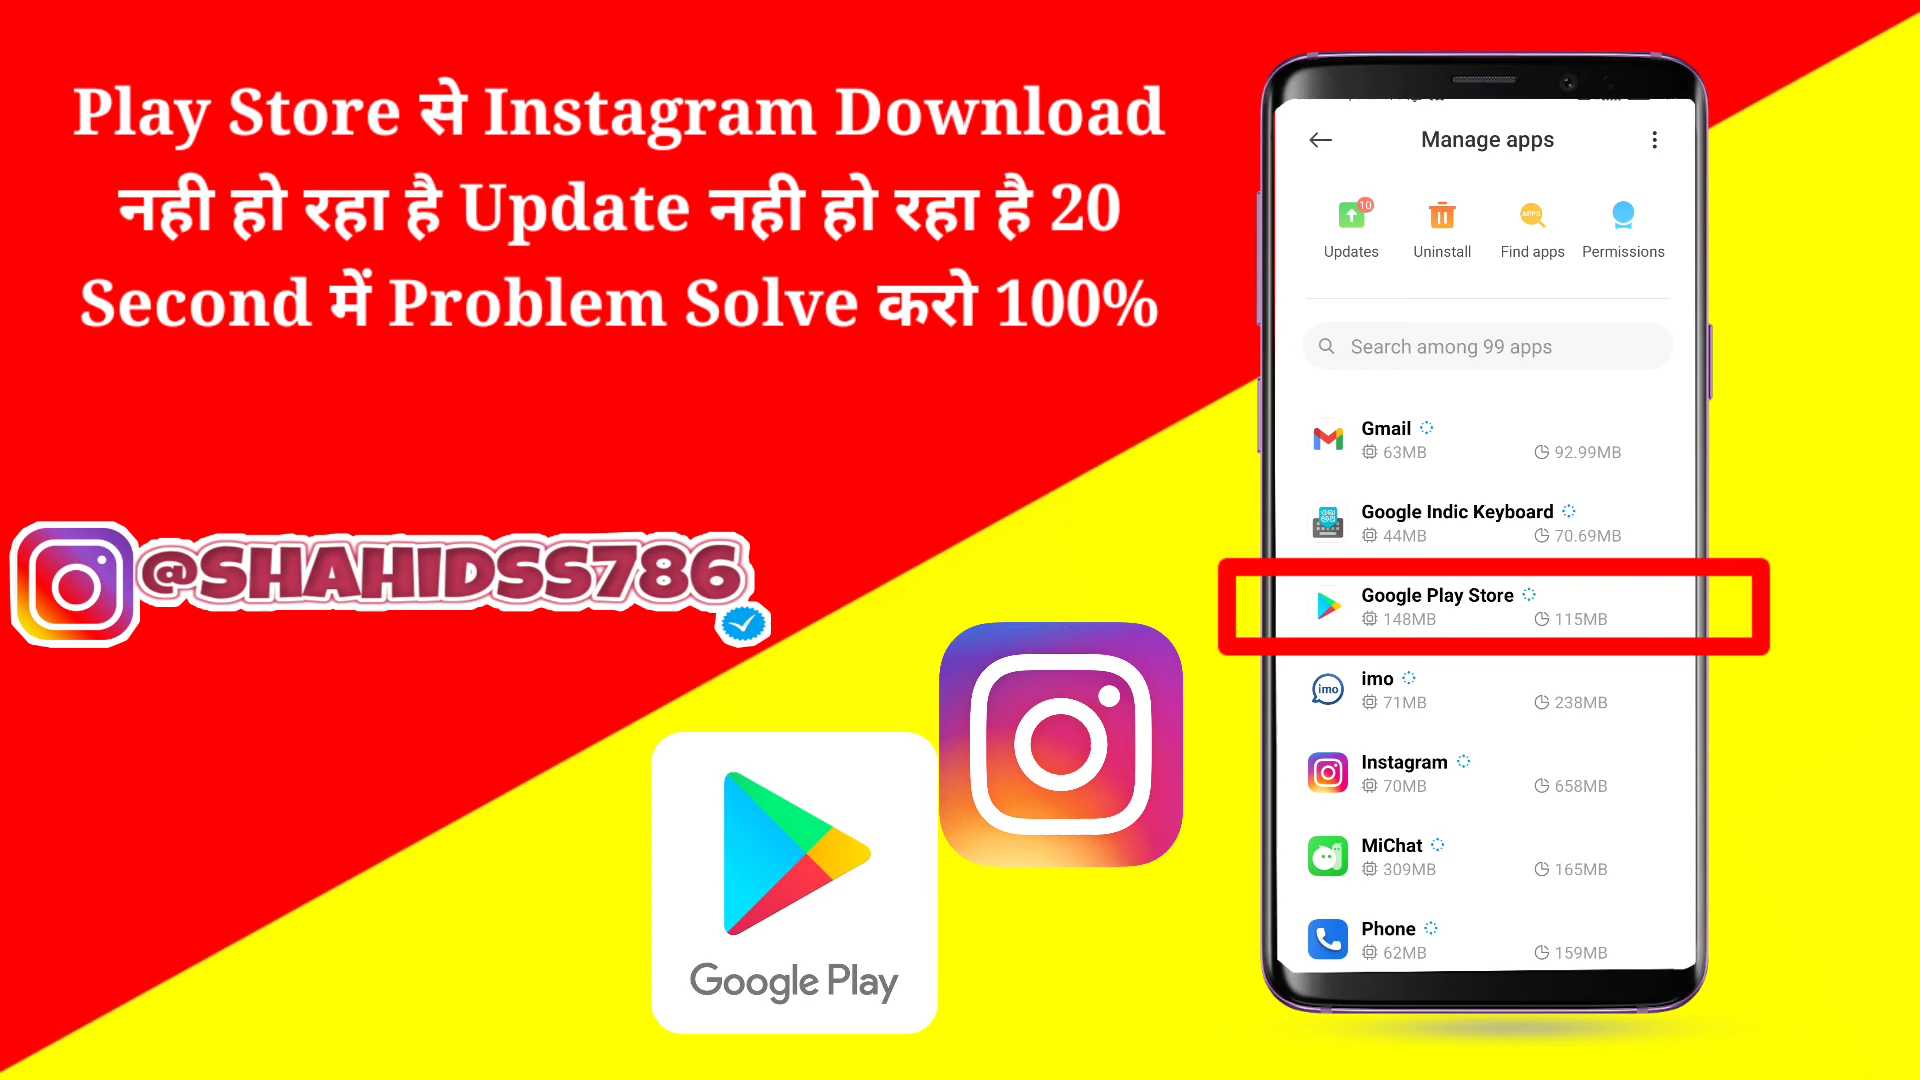 Play Store से Instagram Download
नही हो रहा है Update नही हो रहा है 20
Second में Problem Solve करो 100%
@SHAHIDSS786
Google Play
Manage apps
10
APPS
Updates Uninstall Find apps Permissions
Search among 99 apps
Gmail
63MB 92.99MB
Google Indic Keyboard
44MB 70.69MB
Google Play Store
148MB 115MB
imo
imo
71MB 238MB
Instagram
70MB 658MB
MiChat
309MB 165MB
Phone
62MB 159MB